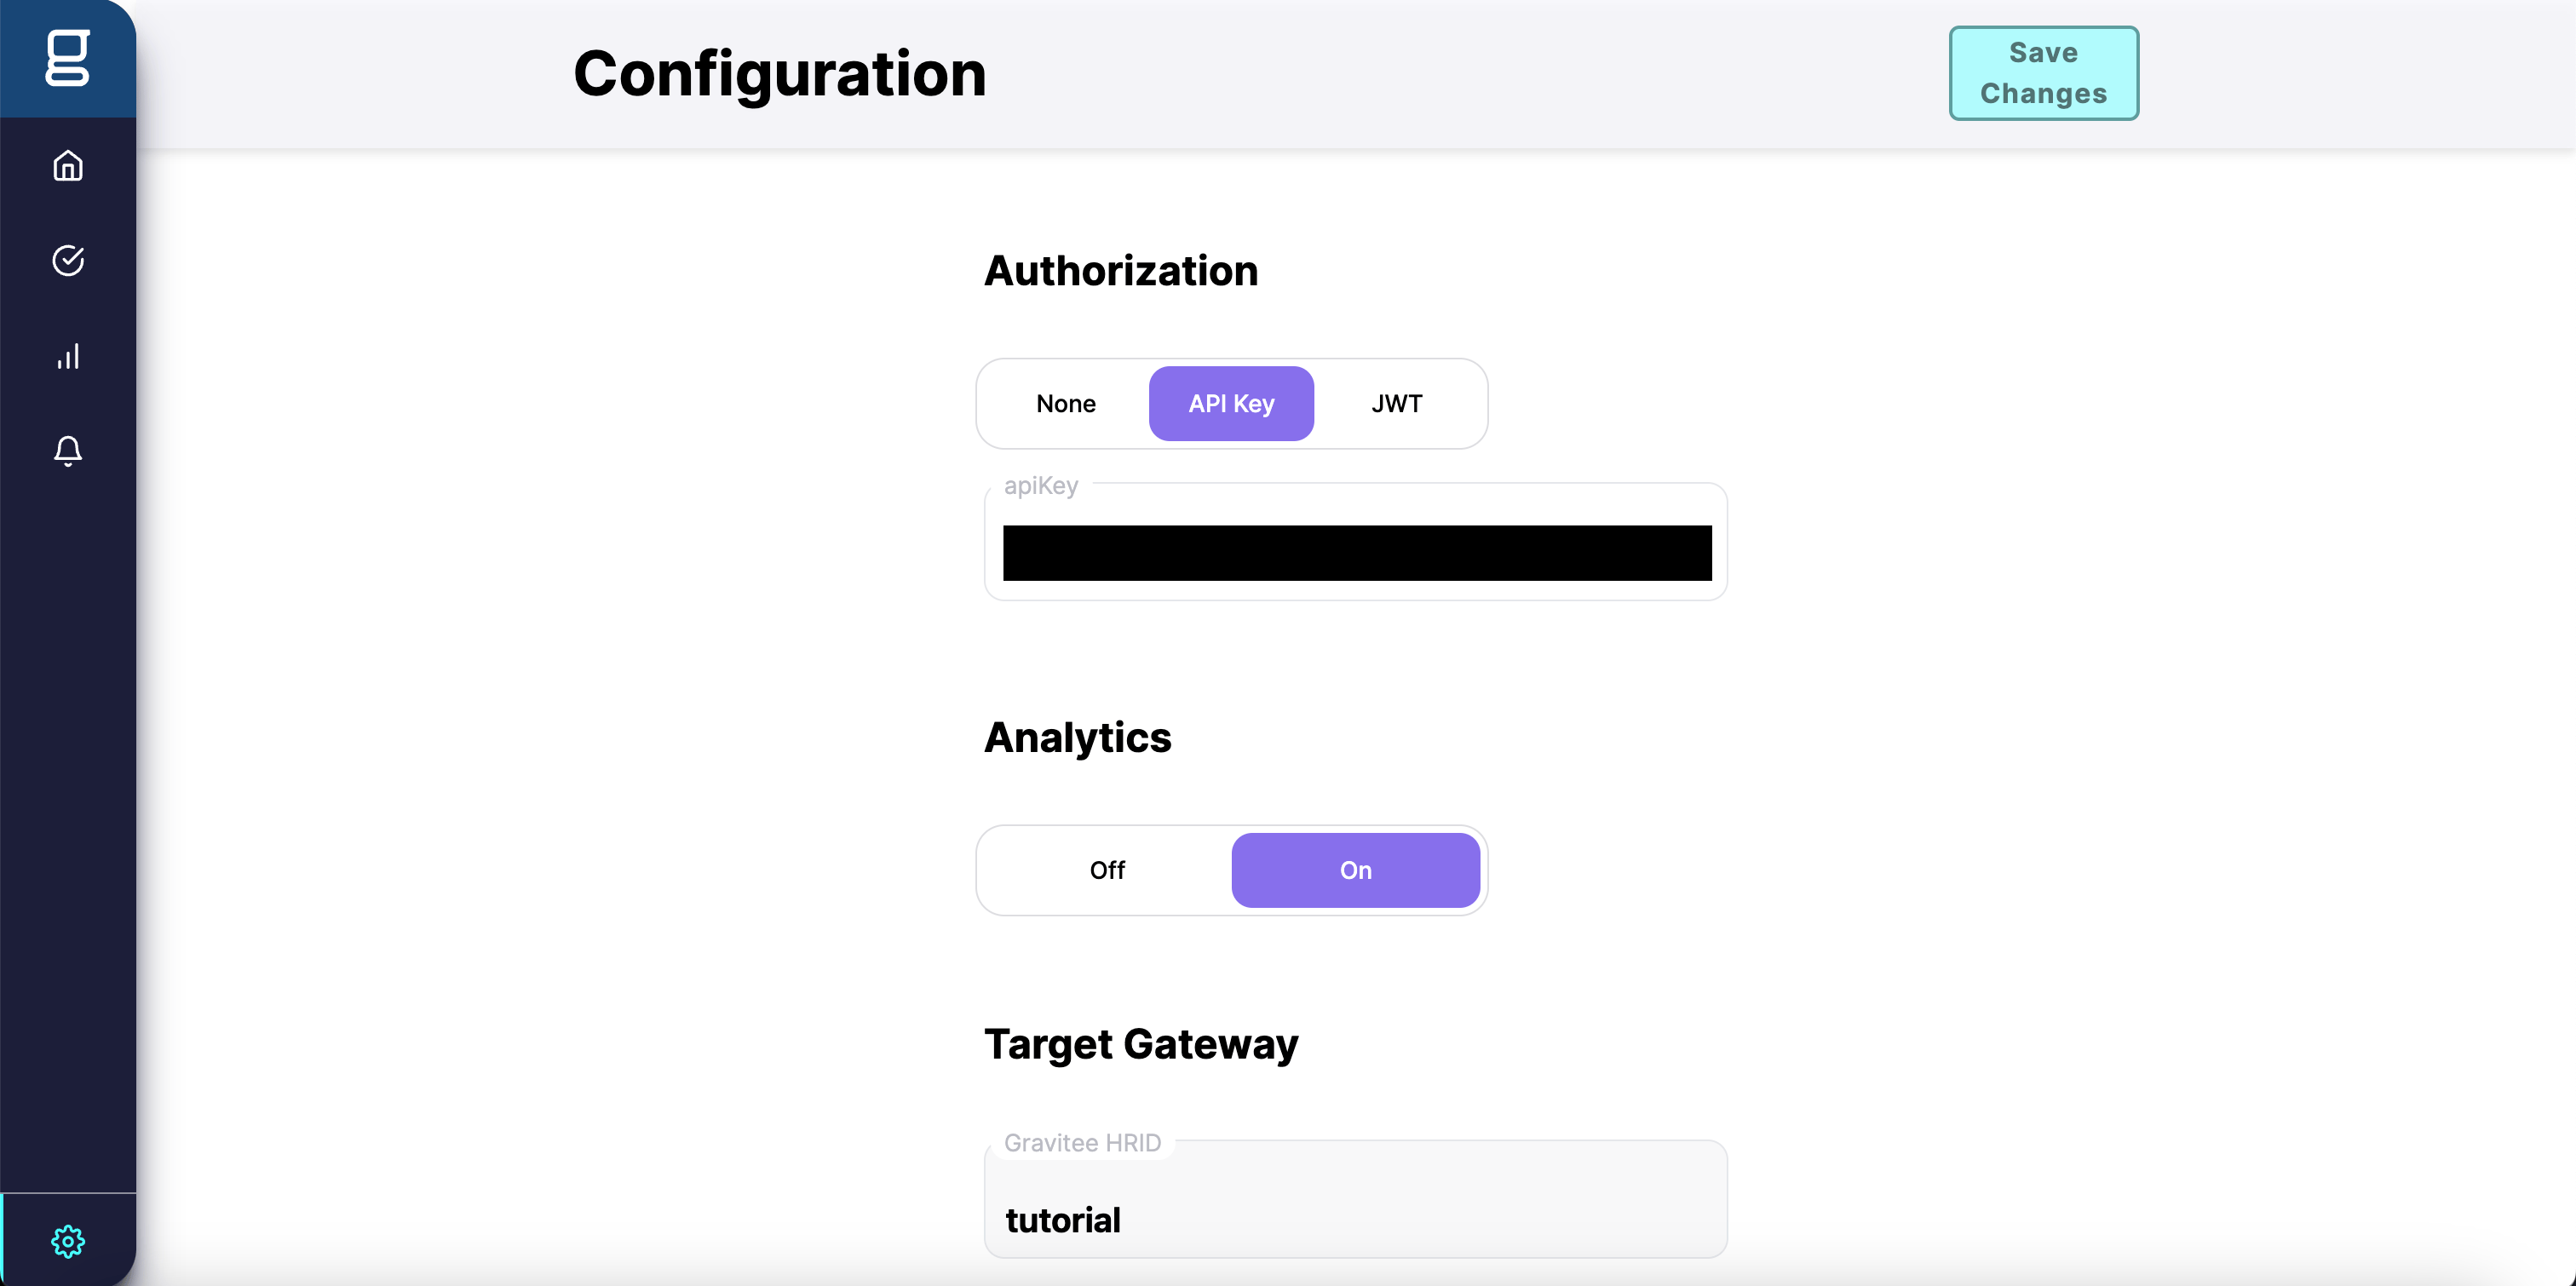 g
Configuration
Save
Changes
Authorization
None
API Key
JWT
apiKey
Analytics
Off
On
Target Gateway
Gravitee HRID
tutorial